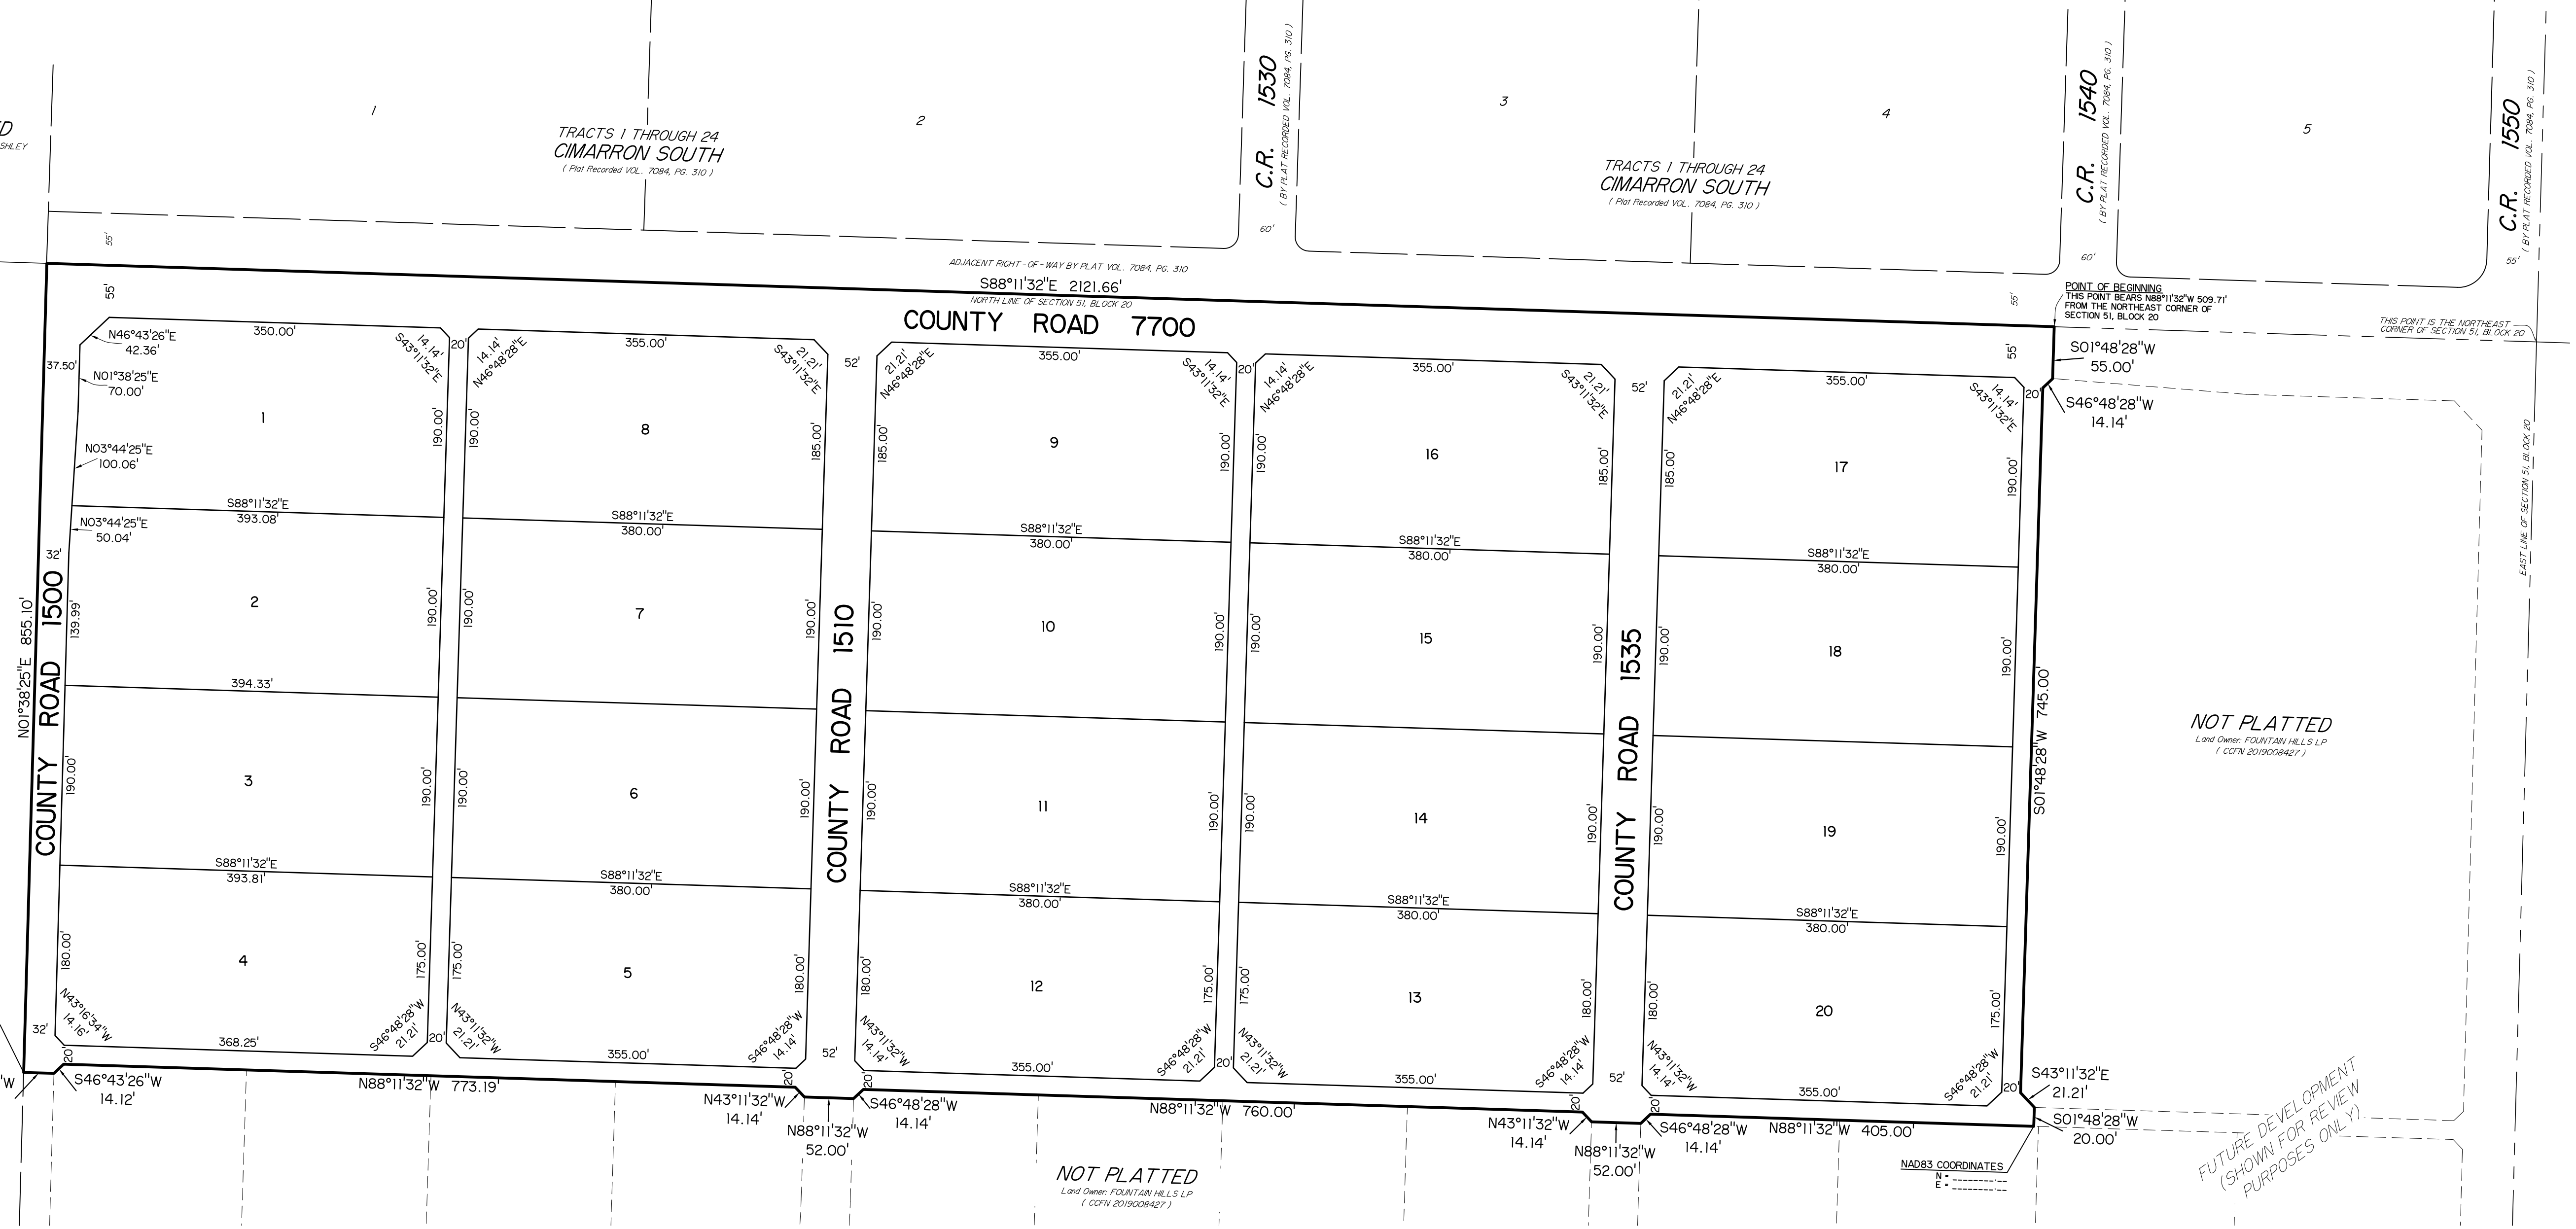 1
2
3
4
5
TRACTS 1 THROUGH 24
CIMARRON SOUTH
( Plat Recorded VOL. 7084, PG. 310 )
C.R. 1530
( BY PLAT RECORDED VOL. 7084, PG. 310 )
60'
TRACTS 1 THROUGH 24
CIMARRON SOUTH
( Plat Recorded VOL. 7084, PG. 310 )
C.R. 1540
( BY PLAT RECORDED VOL. 7084, PG. 310 )
60'
C.R. 1550
( BY PLAT RECORDED VOL. 7084, PG. 310 )
55'
SHLEY
55'
55'
ADJACENT RIGHT-OF-WAY BY PLAT VOL. 7084, PG. 310
S88°11'32"E 2121.66'
NORTH LINE OF SECTION 51, BLOCK 20
COUNTY ROAD 7700
55'
55'
POINT OF BEGINNING
THIS POINT BEARS N88°11'32"W 509.71'
FROM THE NORTHEAST CORNER OF
SECTION 51, BLOCK 20
THIS POINT IS THE NORTHEAST
CORNER OF SECTION 51, BLOCK 20
S01°48'28"W
55.00'
S46°48'28"W
14.14'
EAST LINE OF SECTION 51, BLOCK 20
N46°43'26"E
42.36'
37.50'
N01°38'25"E
70.00'
350.00'
14.14'
S43°11'32"E
20'
1
190.00'
N03°44'25"E
100.06'
S88°11'32"E
393.08'
N03°44'25"E
50.04'
32'
139.99'
2
190.00'
394.33'
N01°38'25"E 855.10'
COUNTY ROAD 1500
190.00'
3
190.00'
S88°11'32"E
393.81'
180.00'
4
175.00'
N43°16'34"W
14.16'
368.25'
S46°48'28"W
21.21'
32'
20'
20'
14.14'
N46°48'28"E
355.00'
21.21'
S43°11'32"E
190.00'
8
185.00'
S88°11'32"E
380.00'
190.00'
7
190.00'
190.00'
6
190.00'
S88°11'32"E
380.00'
175.00'
5
180.00'
N43°11'32"W
21.21'
355.00'
S46°48'28"W
14.14'
52'
COUNTY ROAD 1510
52'
21.21'
N46°48'28"E
355.00'
14.14'
S43°11'32"E
20'
185.00'
9
190.00'
S88°11'32"E
380.00'
190.00'
10
190.00'
190.00'
11
190.00'
S88°11'32"E
380.00'
180.00'
12
175.00'
N43°11'32"W
14.14'
355.00'
S46°48'28"W
21.21'
20'
14.14'
N46°48'28"E
355.00'
21.21'
S43°11'32"E
190.00'
16
185.00'
S88°11'32"E
380.00'
190.00'
15
190.00'
190.00'
14
190.00'
S88°11'32"E
380.00'
175.00'
13
180.00'
N43°11'32"W
21.21'
355.00'
S46°48'28"W
14.14'
52'
COUNTY ROAD 1535
52'
21.21'
N46°48'28"E
355.00'
14.14'
S43°11'32"E
20'
185.00'
17
190.00'
S88°11'32"E
380.00'
190.00'
18
190.00'
190.00'
19
190.00'
S88°11'32"E
380.00'
180.00'
20
175.00'
N43°11'32"W
14.14'
355.00'
S46°48'28"W
21.21'
20'
S01°48'28"W 745.00'
NOT PLATTED
Land Owner: FOUNTAIN HILLS LP
( CCFN 2019008427 )
S43°11'32"E
21.21'
S01°48'28"W
20.00'
S46°43'26"W
14.12'
N88°11'32"W 773.19'
20'
N43°11'32"W
14.14'
N88°11'32"W
52.00'
20'
S46°48'28"W
14.14'
N88°11'32"W 760.00'
20'
N43°11'32"W
14.14'
N88°11'32"W
52.00'
20'
S46°48'28"W
14.14'
N88°11'32"W 405.00'
NAD83 COORDINATES
N =
E =
NOT PLATTED
Land Owner: FOUNTAIN HILLS LP
( CCFN 2019008427 )
FUTURE DEVELOPMENT
(SHOWN FOR REVIEW
PURPOSES ONLY)